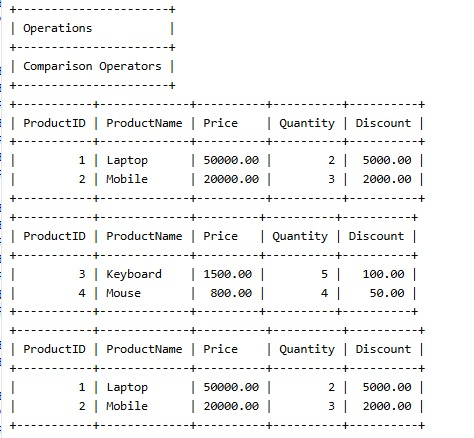 +---------------------+
| Operations          |
+---------------------+
| Comparison Operators |
+---------------------+
+-----------+-------------+----------+----------+----------+
| ProductID | ProductName | Price    | Quantity | Discount |
+-----------+-------------+----------+----------+----------+
|         1 | Laptop      | 50000.00 |        2 |  5000.00 |
|         2 | Mobile      | 20000.00 |        3 |  2000.00 |
+-----------+-------------+----------+----------+----------+
+-----------+-------------+---------+----------+----------+
| ProductID | ProductName | Price   | Quantity | Discount |
+-----------+-------------+---------+----------+----------+
|         3 | Keyboard    | 1500.00 |        5 |   100.00 |
|         4 | Mouse       |  800.00 |        4 |    50.00 |
+-----------+-------------+---------+----------+----------+
+-----------+-------------+----------+----------+----------+
| ProductID | ProductName | Price    | Quantity | Discount |
+-----------+-------------+----------+----------+----------+
|         1 | Laptop      | 50000.00 |        2 |  5000.00 |
|         2 | Mobile      | 20000.00 |        3 |  2000.00 |
+-----------+-------------+----------+----------+----------+